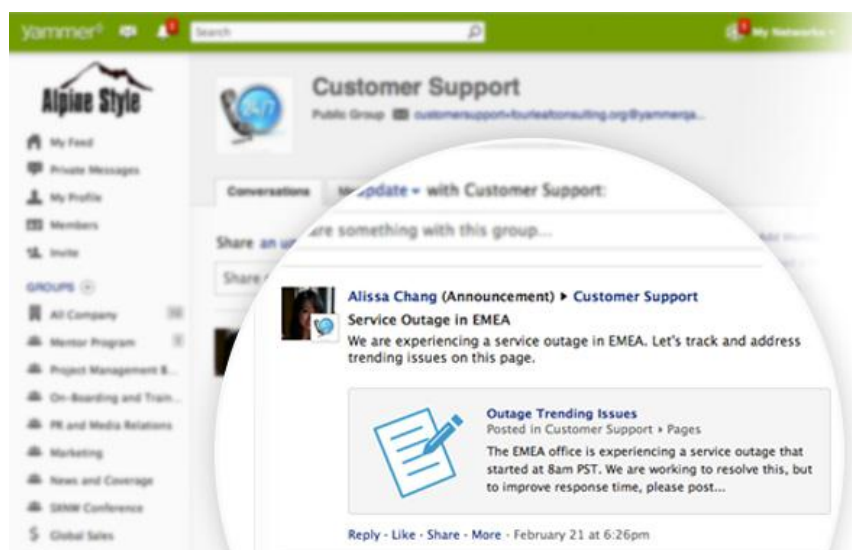 yammer
Search
My Networks
Alpine Style
24/7
Customer Support
Public Group
My Feed
Private Messages
My Profile
Members
Invite
GROUPS
All Company
Mentor Program
Project Management B...
On-Boarding and Train...
PR and Media Relations
Marketing
News and Coverage
SXNW Conference
$ Global Sales
Conversations
update with Customer Support:
Share an
are something with this group...
Share
Alissa Chang (Announcement) ▸ Customer Support
Service Outage in EMEA
We are experiencing a service outage in EMEA. Let's track and address
trending issues on this page.
Outage Trending Issues
Posted in Customer Support ▸ Pages
The EMEA office is experiencing a service outage that
started at 8am PST. We are working to resolve this, but
to improve response time, please post...
Reply · Like · Share · More · February 21 at 6:26pm